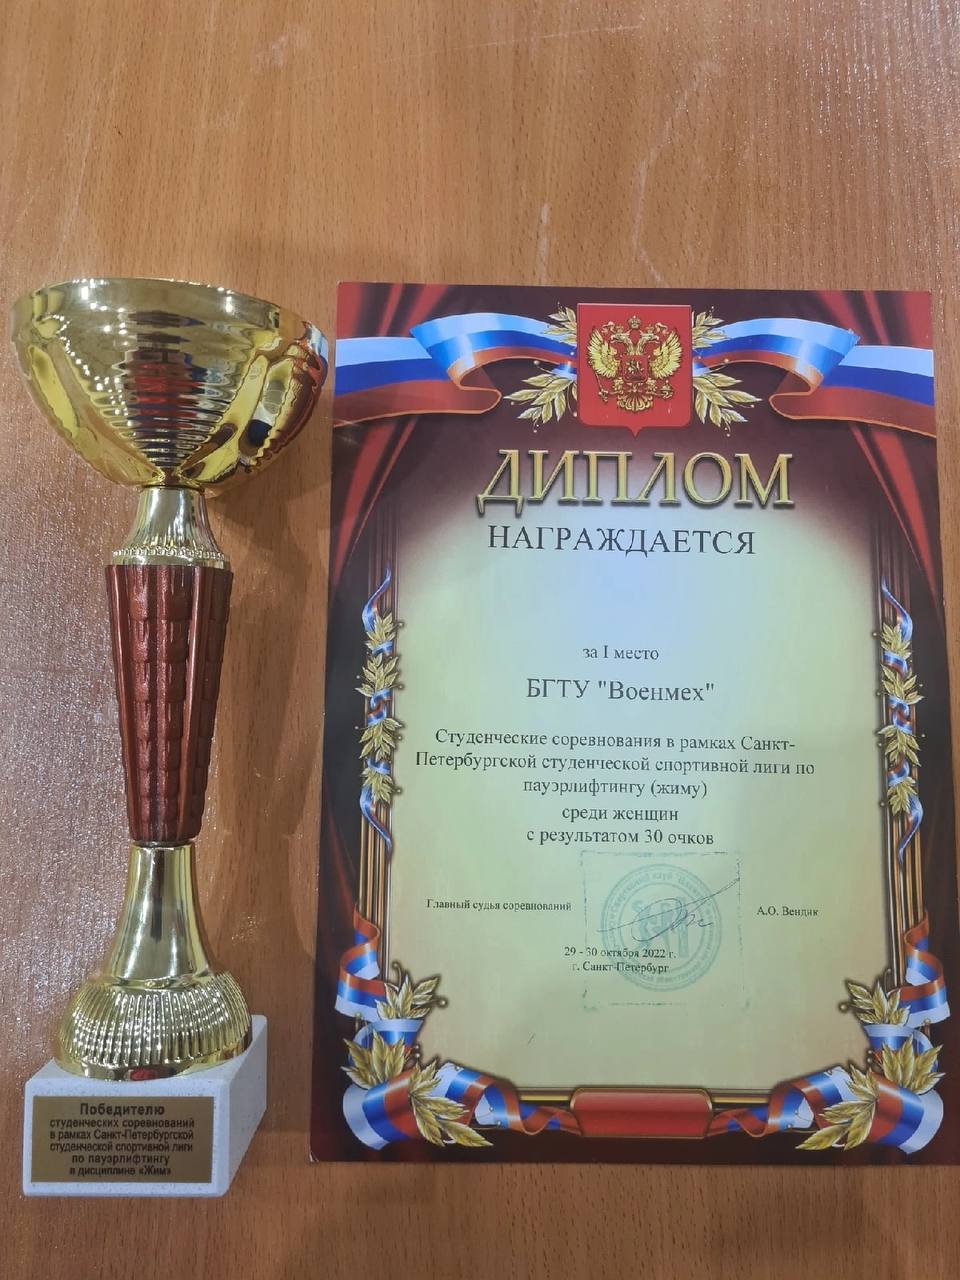 ДИПЛОМ
НАГРАЖДАЕТСЯ
за I место
БГТУ "Военмех"
Студенческие соревнования в рамках Санкт-
Петербургской студенческой спортивной лиги по
пауэрлифтингу (жиму)
среди женщин
с результатом 30 очков
Главный судья соревнований
А.О. Вендик
29 - 30 октября 2022 г.
г. Санкт-Петербург
Победителю
студенческих соревнований
в рамках Санкт-Петербургской
студенческой спортивной лиги
по пауэрлифтингу
в дисциплине «Жим»